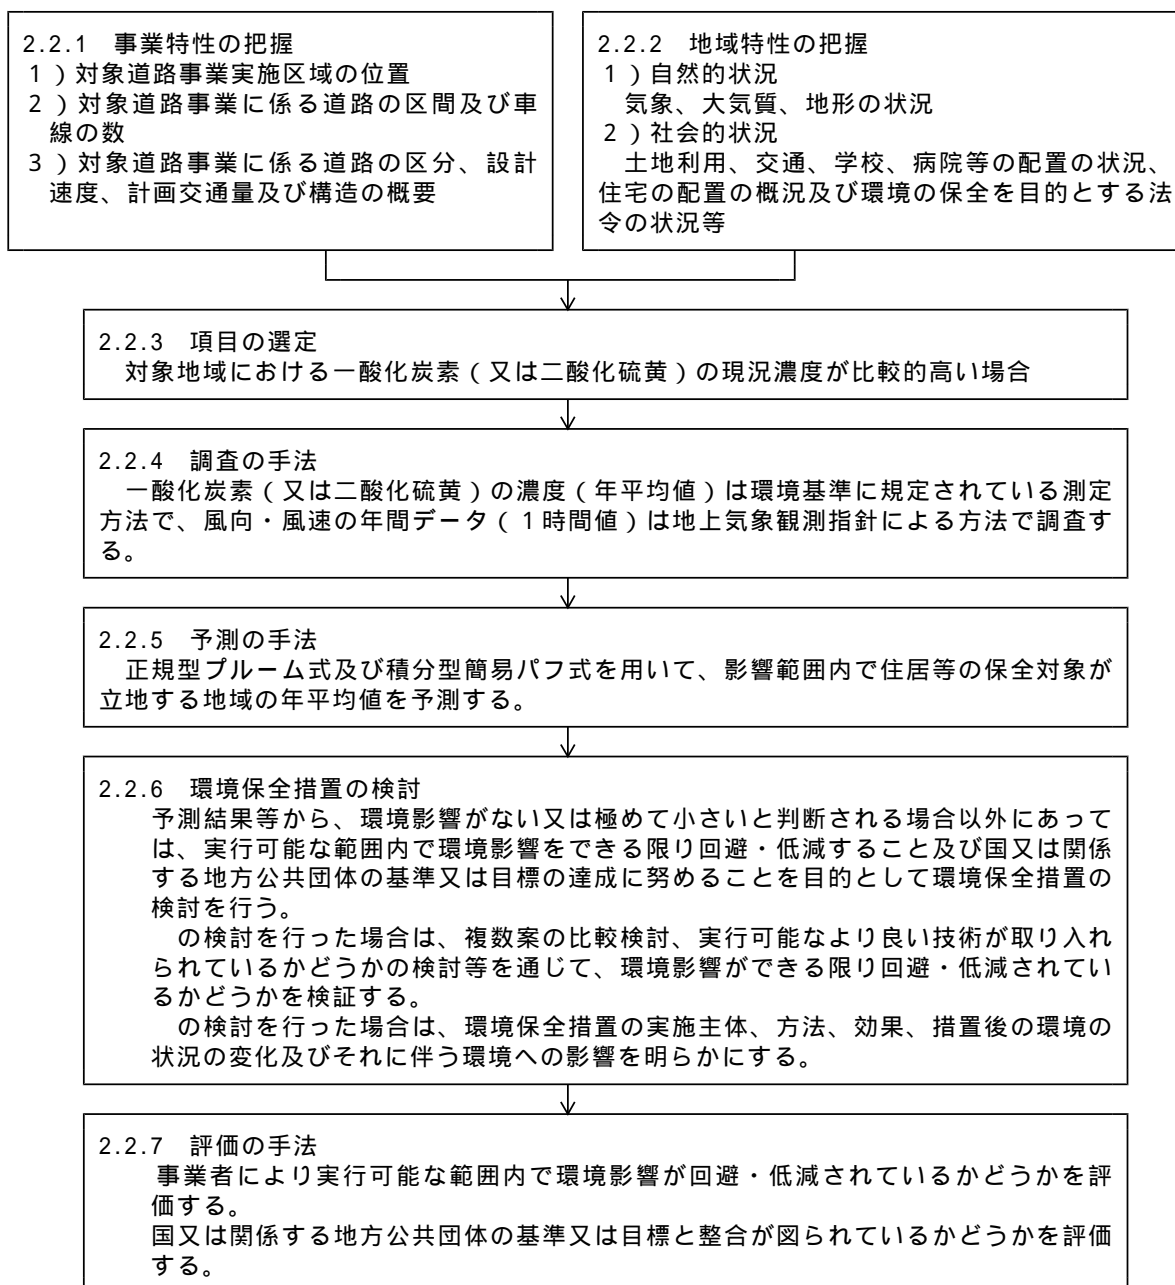 2.2.1 事業特性の把握
1）対象道路事業実施区域の位置
2）対象道路事業に係る道路の区間及び車
線の数
3）対象道路事業に係る道路の区分、設計
速度、計画交通量及び構造の概要
2.2.2 地域特性の把握
1）自然的状況
気象、大気質、地形の状況
2）社会的状況
土地利用、交通、学校、病院等の配置の状況、
住宅の配置の概況及び環境の保全を目的とする法
令の状況等
2.2.3 項目の選定
対象地域における一酸化炭素（又は二酸化硫黄）の現況濃度が比較的高い場合
2.2.4 調査の手法
一酸化炭素（又は二酸化硫黄）の濃度（年平均値）は環境基準に規定されている測定
方法で、風向・風速の年間データ（１時間値）は地上気象観測指針による方法で調査す
る。
2.2.5 予測の手法
正規型プルーム式及び積分型簡易パフ式を用いて、影響範囲内で住居等の保全対象が
立地する地域の年平均値を予測する。
2.2.6 環境保全措置の検討
予測結果等から、環境影響がない又は極めて小さいと判断される場合以外にあって
は、実行可能な範囲内で環境影響をできる限り回避・低減すること及び国又は関係
する地方公共団体の基準又は目標の達成に努めることを目的として環境保全措置の
検討を行う。
の検討を行った場合は、複数案の比較検討、実行可能なより良い技術が取り入れ
られているかどうかの検討等を通じて、環境影響ができる限り回避・低減されてい
るかどうかを検証する。
の検討を行った場合は、環境保全措置の実施主体、方法、効果、措置後の環境の
状況の変化及びそれに伴う環境への影響を明らかにする。
2.2.7 評価の手法
事業者により実行可能な範囲内で環境影響が回避・低減されているかどうかを評
価する。
国又は関係する地方公共団体の基準又は目標と整合が図られているかどうかを評価
する。